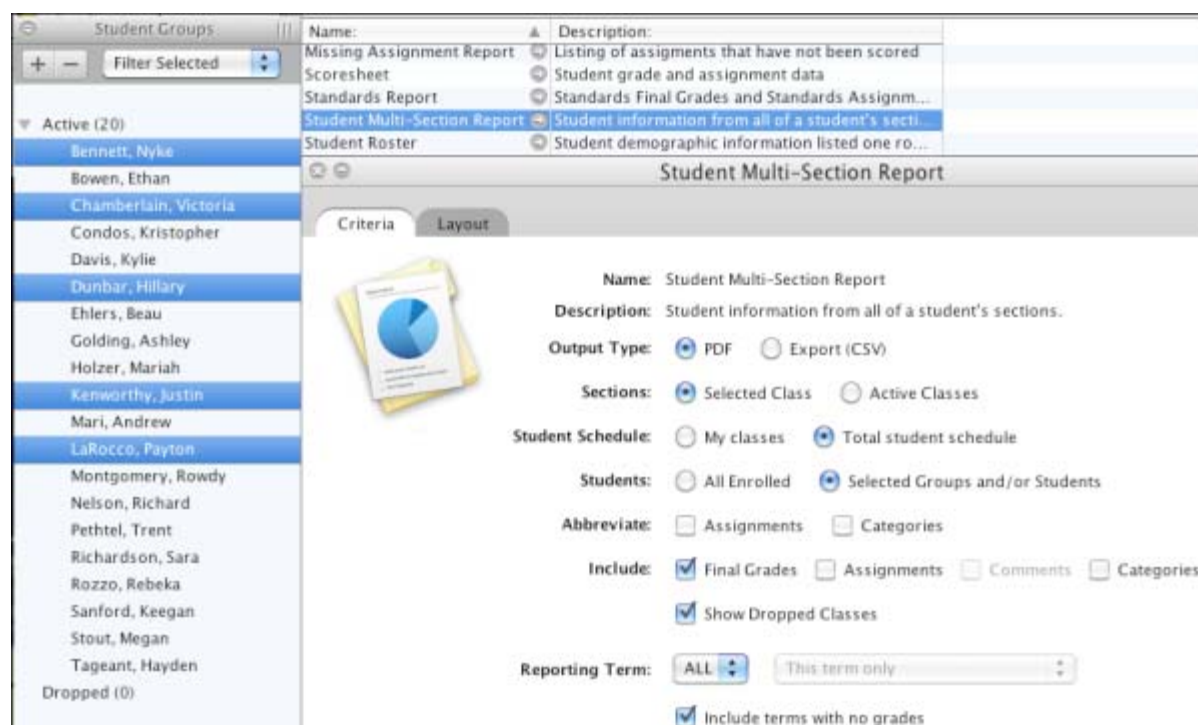 Student Groups
Filter Selected
Active (20)
Bennett, Nyke
Bowen, Ethan
Chamberlain, Victoria
Condos, Kristopher
Davis, Kylie
Dunbar, Hillary
Ehlers, Beau
Golding, Ashley
Holzer, Mariah
Kenworthy, Justin
Mari, Andrew
LaRocco, Payton
Montgomery, Rowdy
Nelson, Richard
Pethtel, Trent
Richardson, Sara
Rozzo, Rebeka
Sanford, Keegan
Stout, Megan
Tageant, Hayden
Dropped (0)
Name: Description:
Missing Assignment Report Listing of assigments that have not been scored
Scoresheet Student grade and assignment data
Standards Report Standards Final Grades and Standards Assignm...
Student Multi-Section Report Student information from all of a student's secti...
Student Roster Student demographic information listed one ro...
Student Multi-Section Report
Criteria Layout
Name: Student Multi-Section Report
Description: Student information from all of a student's sections.
Output Type: PDF Export (CSV)
Sections: Selected Class Active Classes
Student Schedule: My classes Total student schedule
Students: All Enrolled Selected Groups and/or Students
Abbreviate: Assignments Categories
Include: Final Grades Assignments Comments Categories
Show Dropped Classes
Reporting Term: ALL This term only
Include terms with no grades